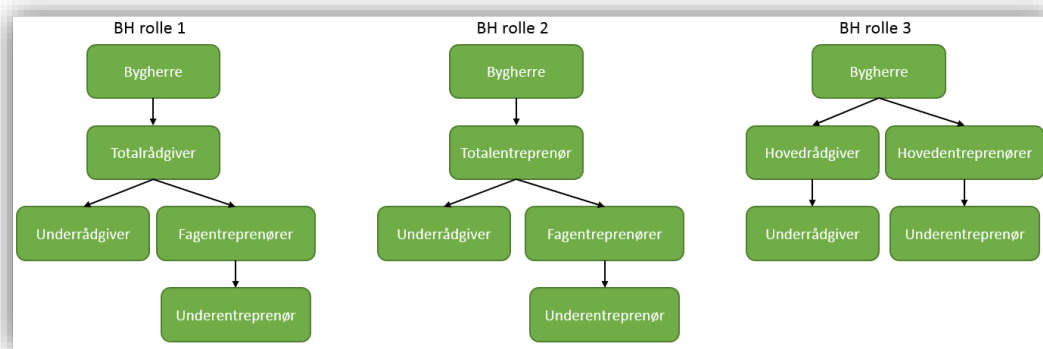 BH rolle 1
BH rolle 2
BH rolle 3
Bygherre
Bygherre
Bygherre
Totalrådgiver
Totalentreprenør
Hovedrådgiver
Hovedentreprenører
Underrådgiver
Fagentreprenører
Underrådgiver
Fagentreprenører
Underrådgiver
Underentreprenør
Underentreprenør
Underentreprenør